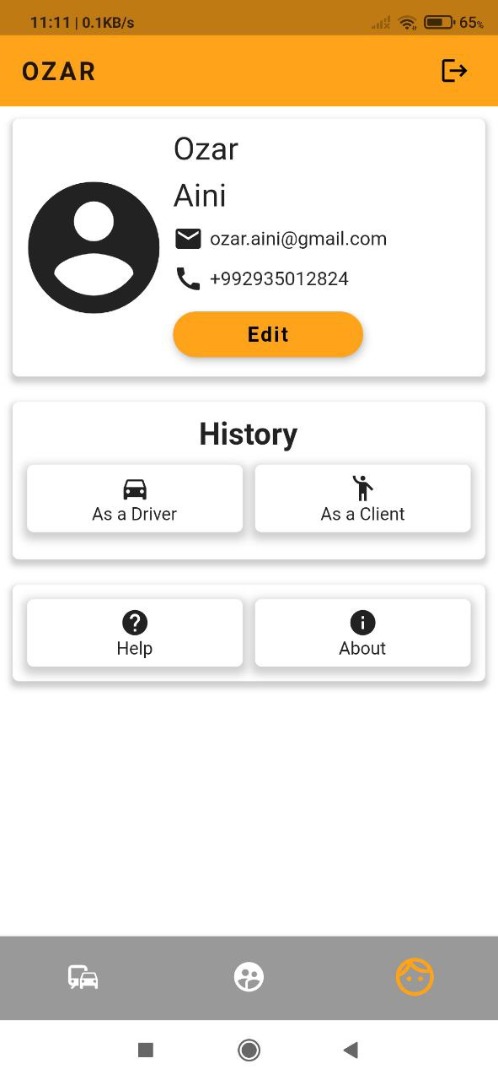 11:11 | 0.1KB/s
65%
OZAR
Ozar
Aini
ozar.aini@gmail.com
+992935012824
Edit
History
As a Driver
As a Client
Help
About